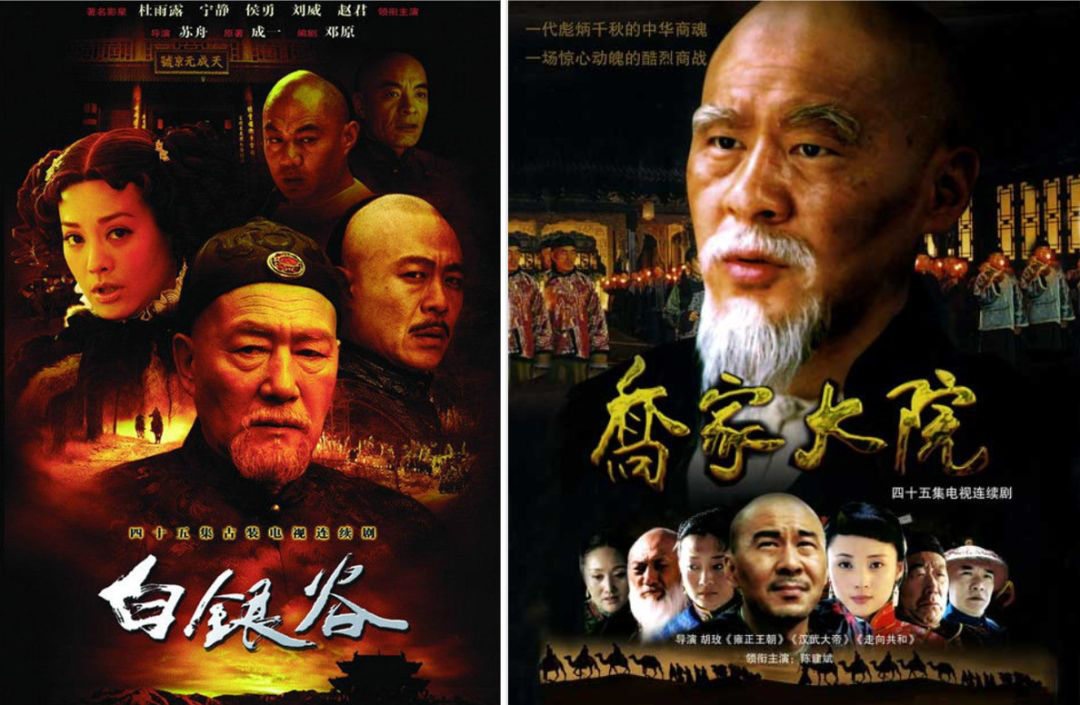 著名影星 杜雨露 宁静 侯勇 刘威 赵君 领衔主演
导演 苏舟 原著 成一 编剧 邓原
號京元成天
四十五集古装电视连续剧
白银谷
一代彪炳千秋的中华商魂
一场惊心动魄的酷烈商战
喬家大院
四十五集电视连续剧
导演 胡玫《雍正王朝》《汉武大帝》《走向共和》
领衔主演：陈建斌